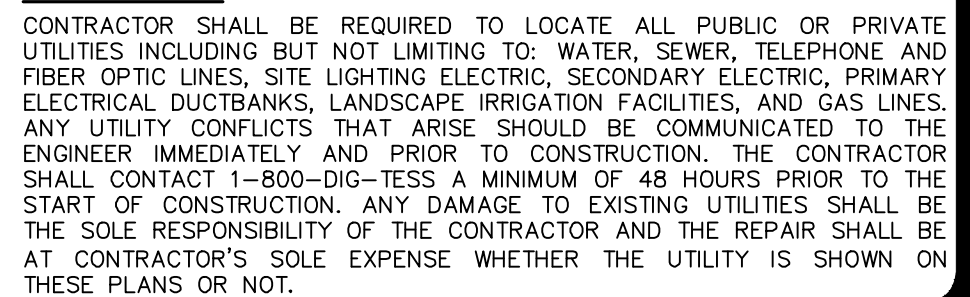 CONTRACTOR SHALL BE REQUIRED TO LOCATE ALL PUBLIC OR PRIVATE
UTILITIES INCLUDING BUT NOT LIMITING TO: WATER, SEWER, TELEPHONE AND
FIBER OPTIC LINES, SITE LIGHTING ELECTRIC, SECONDARY ELECTRIC, PRIMARY
ELECTRICAL DUCTBANKS, LANDSCAPE IRRIGATION FACILITIES, AND GAS LINES.
ANY UTILITY CONFLICTS THAT ARISE SHOULD BE COMMUNICATED TO THE
ENGINEER IMMEDIATELY AND PRIOR TO CONSTRUCTION. THE CONTRACTOR
SHALL CONTACT 1-800-DIG-TESS A MINIMUM OF 48 HOURS PRIOR TO THE
START OF CONSTRUCTION. ANY DAMAGE TO EXISTING UTILITIES SHALL BE
THE SOLE RESPONSIBILITY OF THE CONTRACTOR AND THE REPAIR SHALL BE
AT CONTRACTOR'S SOLE EXPENSE WHETHER THE UTILITY IS SHOWN ON
THESE PLANS OR NOT.